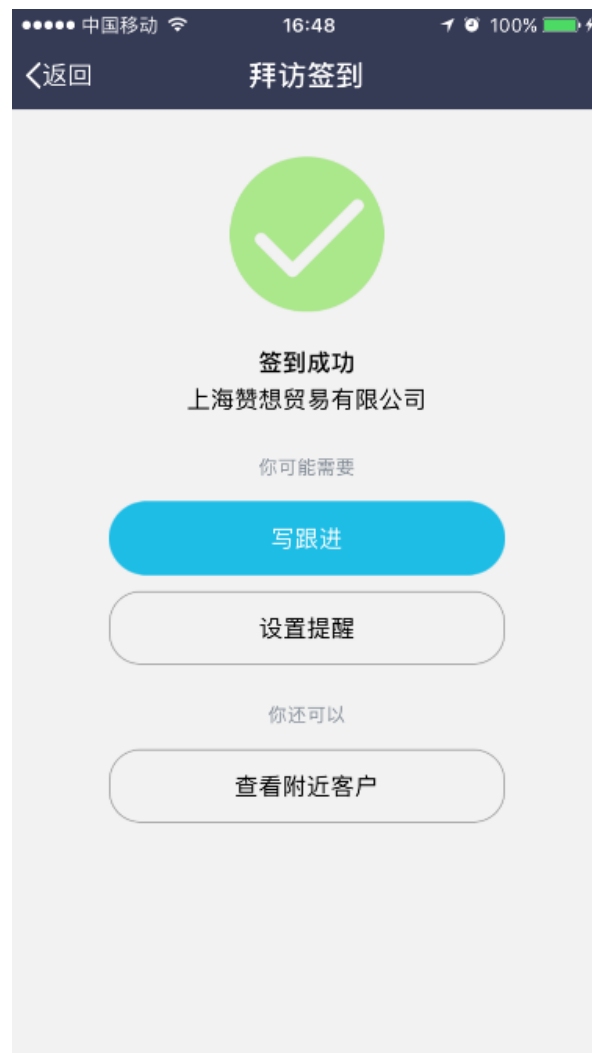 中国移动 16:48 100%
返回 拜访签到
签到成功
上海赞想贸易有限公司
你可能需要
写跟进
设置提醒
你还可以
查看附近客户